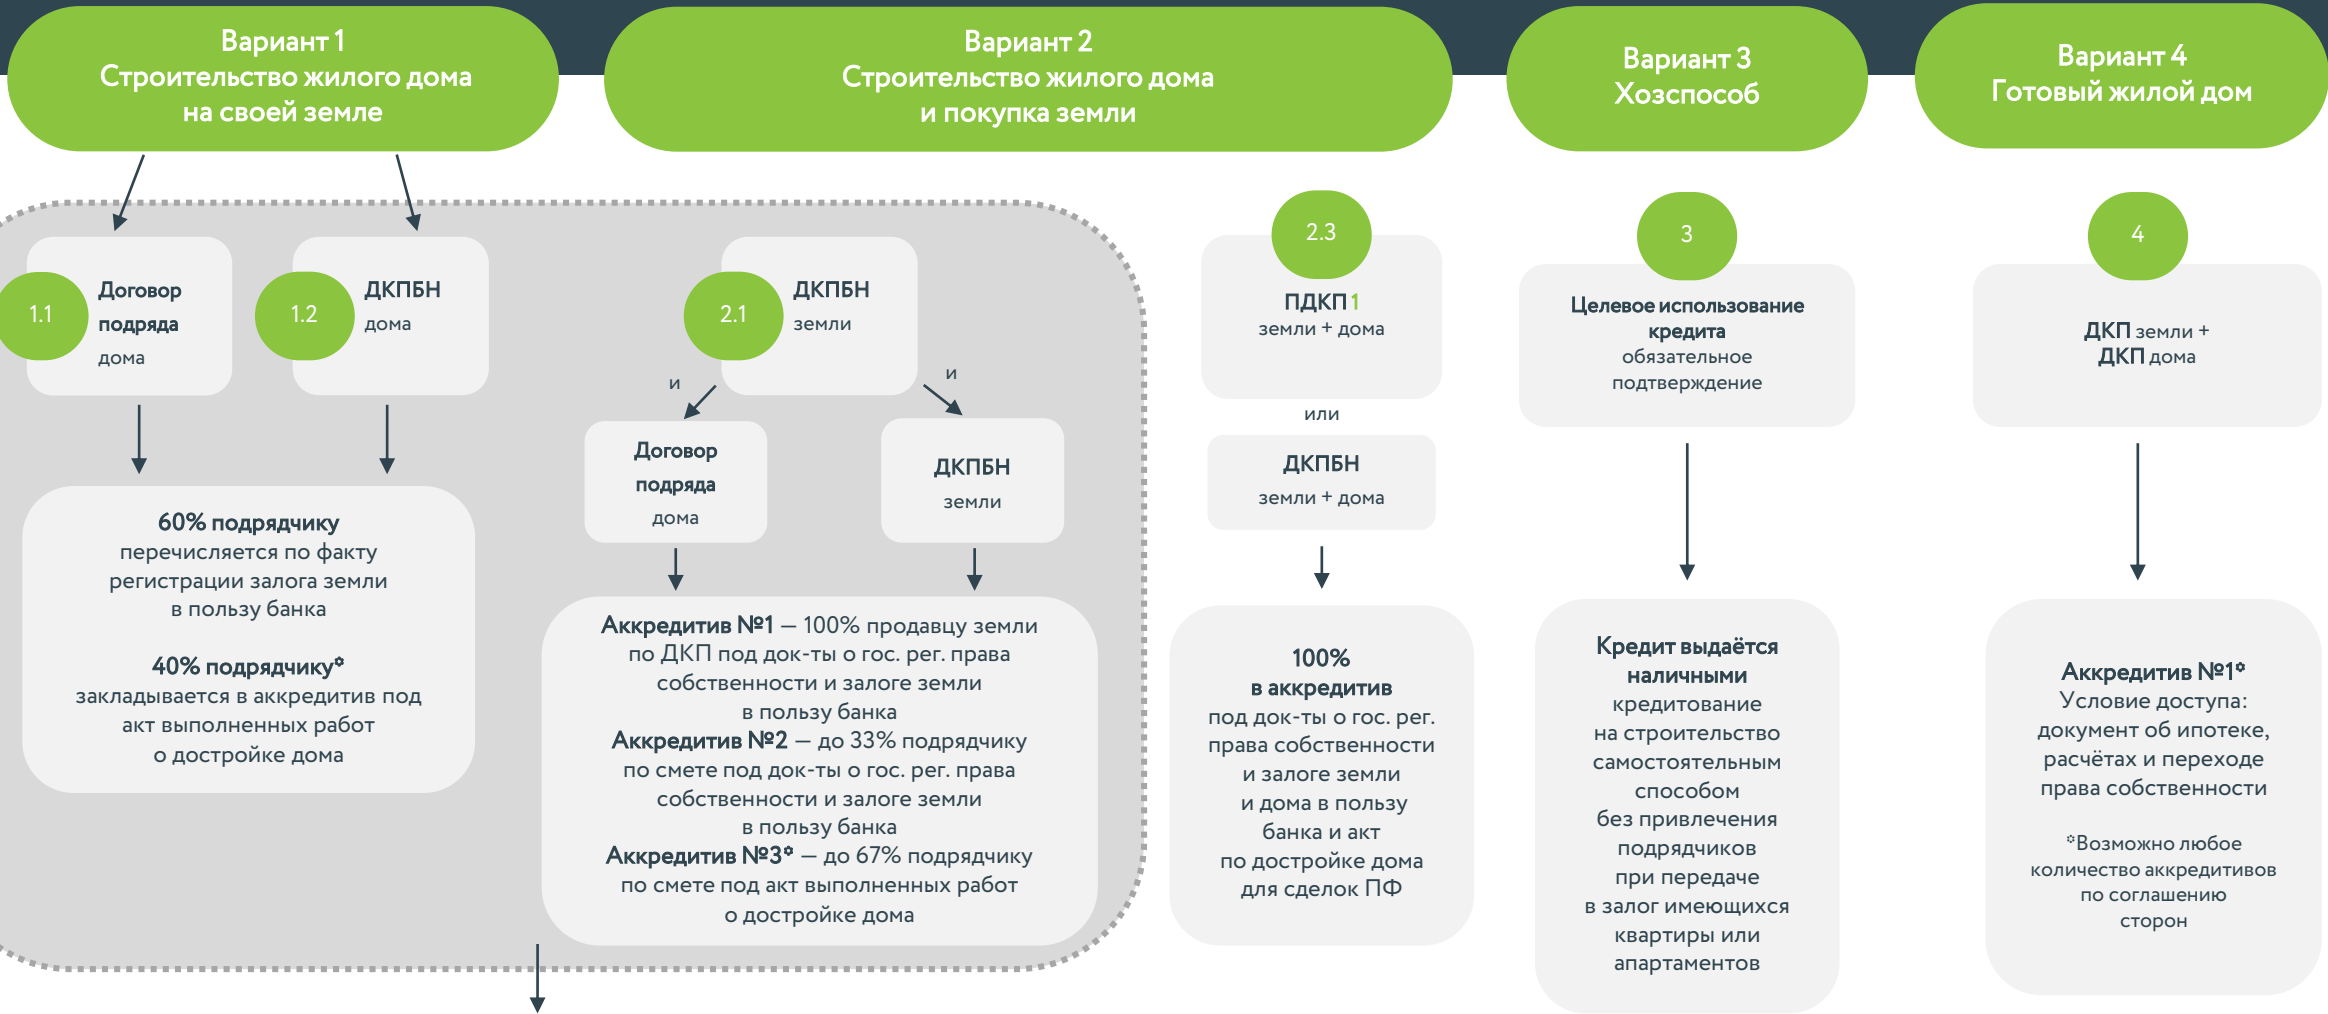 Вариант 1
Строительство жилого дома
на своей земле
Вариант 2
Строительство жилого дома
и покупка земли
Вариант 3
Хозспособ
Вариант 4
Готовый жилой дом
1.1
Договор
подряда
дома
1.2
ДКПБН
дома
60% подрядчику
перечисляется по факту
регистрации залога земли
в пользу банка
40% подрядчику*
закладывается в аккредитив под
акт выполненных работ
о достройке дома
2.1
ДКПБН
земли
и
и
Договор
подряда
дома
ДКПБН
земли
Аккредитив №1 — 100% продавцу земли
по ДКП под док-ты о гос. рег. права
собственности и залоге земли
в пользу банка
Аккредитив №2 — до 33% подрядчику
по смете под док-ты о гос. рег. права
собственности и залоге земли
в пользу банка
Аккредитив №3* — до 67% подрядчику
по смете под акт выполненных работ
о достройке дома
2.3
ПДКП 1
земли + дома
или
ДКПБН
земли + дома
100%
в аккредитив
под док-ты о гос. рег.
права собственности
и залоге земли
и дома в пользу
банка и акт
по достройке дома
для сделок ПФ
3
Целевое использование
кредита
обязательное
подтверждение
Кредит выдаётся
наличными
кредитование
на строительство
самостоятельным
способом
без привлечения
подрядчиков
при передаче
в залог имеющихся
квартиры или
апартаментов
4
ДКП земли +
ДКП дома
Аккредитив №1*
Условие доступа:
документ об ипотеке,
расчётах и переходе
права собственности
*Возможно любое
количество аккредитивов
по соглашению
сторон